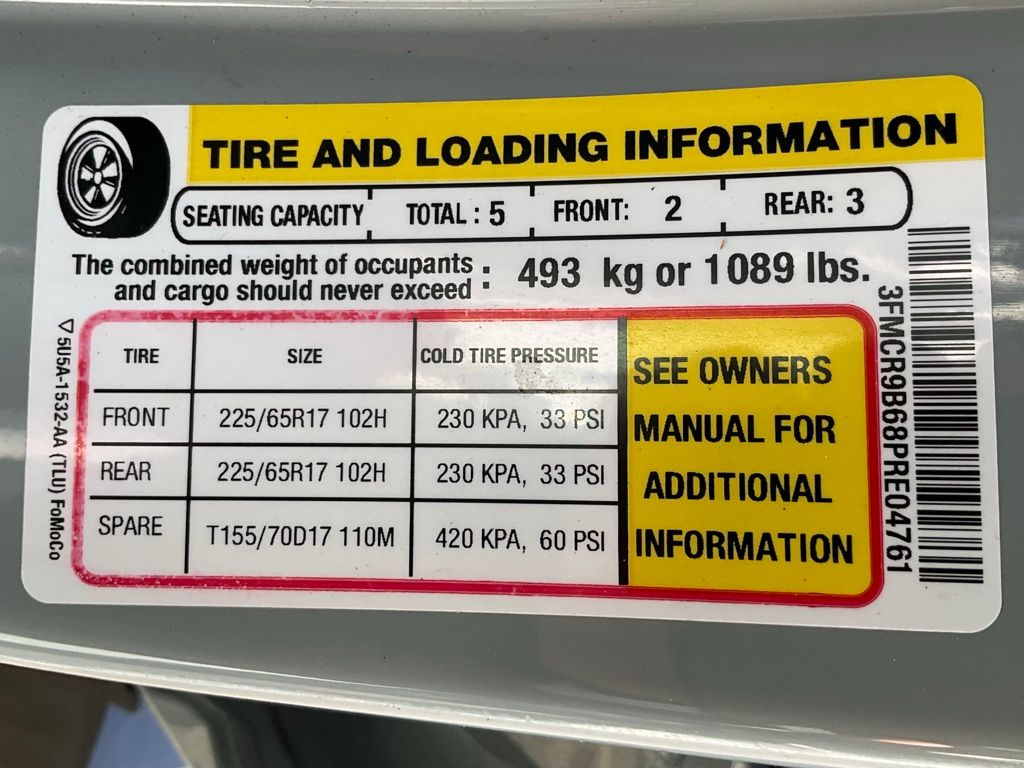 TIRE AND LOADING INFORMATION
SEATING CAPACITY TOTAL : 5 FRONT: 2 REAR: 3
The combined weight of occupants
and cargo should never exceed : 493 kg or 1089 lbs.
TIRE SIZE COLD TIRE PRESSURE
FRONT 225/65R17 102H 230 KPA, 33 PSI
REAR 225/65R17 102H 230 KPA, 33 PSI
SPARE T155/70D17 110M 420 KPA, 60 PSI
SEE OWNERS
MANUAL FOR
ADDITIONAL
INFORMATION
▽5U5A-1532-AA (TLU) FoMoCo
3FMCR9B68PRE04761